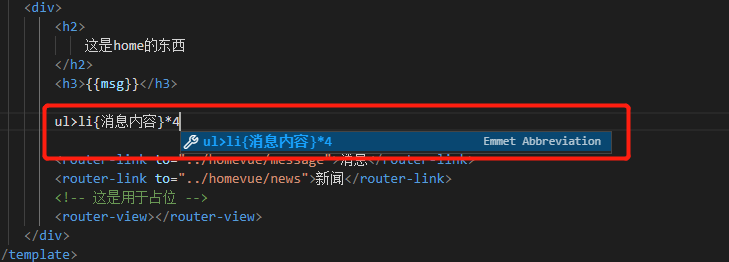 <div>
<h2>
这是home的东西
</h2>
<h3>{{msg}}</h3>
ul>li{消息内容}*4
ul>li{消息内容}*4 Emmet Abbreviation
<router-link to="../homevue/message">消息</router-link>
<router-link to="../homevue/news">新闻</router-link>
<!-- 这是用于占位 -->
<router-view></router-view>
</div>
/template>